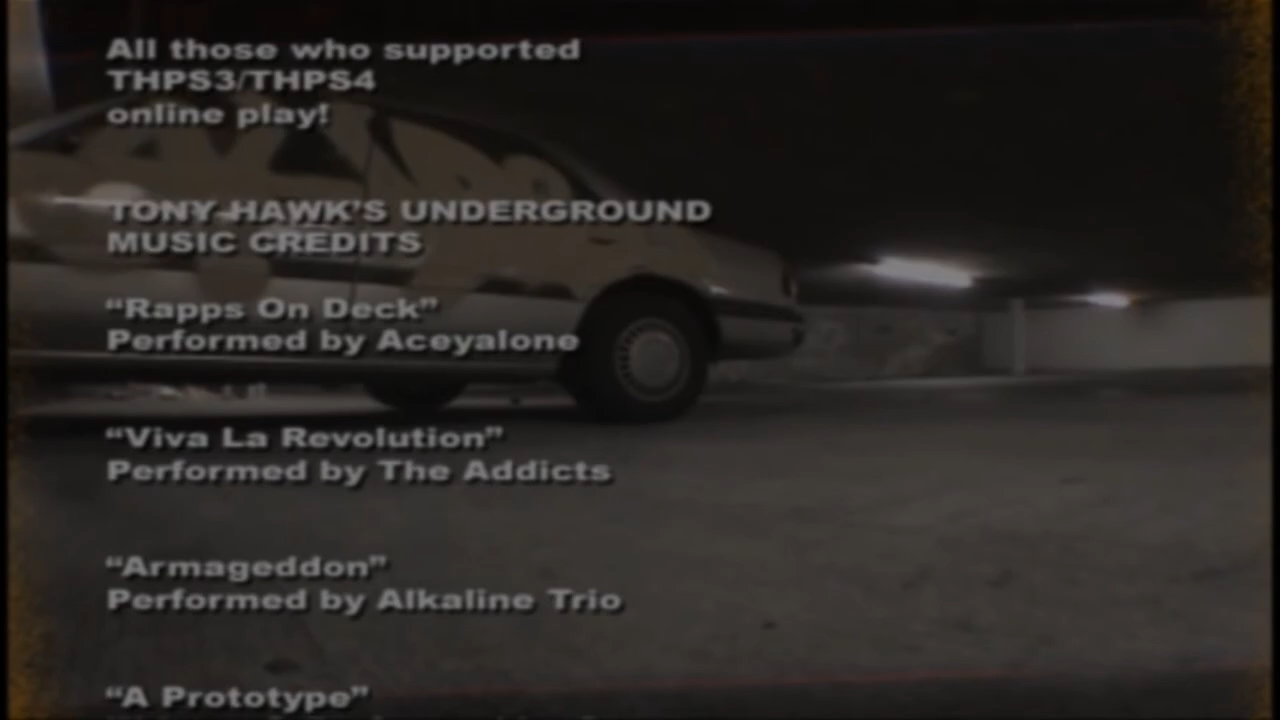 All those who supported
THPS3/THPS4
online play!
TONY HAWK'S UNDERGROUND
MUSIC CREDITS
“Rapps On Deck”
Performed by Aceyalone
“Viva La Revolution”
Performed by The Addicts
“Armageddon”
Performed by Alkaline Trio
“A Prototype”